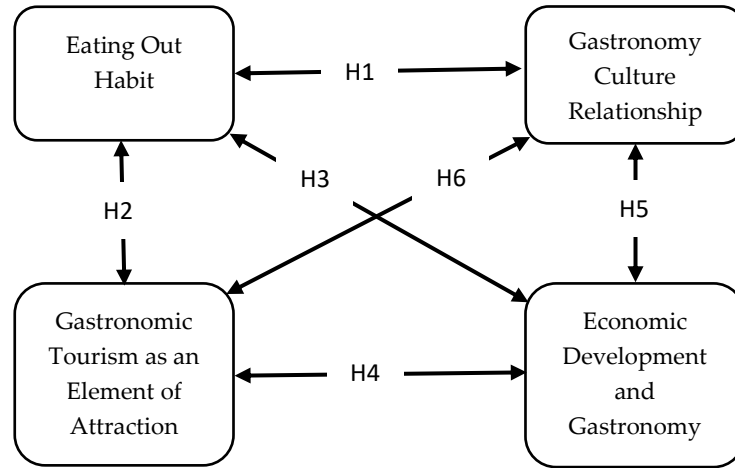 Eating Out
Habit
H1
Gastronomy
Culture
Relationship
H2
H3
H6
H5
Gastronomic
Tourism as an
Element of
Attraction
H4
Economic
Development
and
Gastronomy